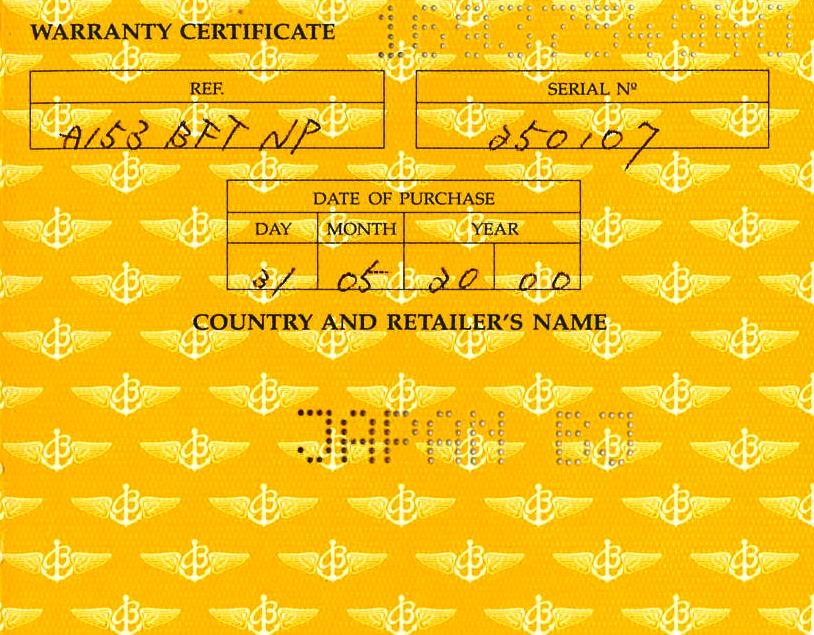 WARRANTY CERTIFICATE
REF. SERIAL Nº
A153 BFT NP 250107
DATE OF PURCHASE
DAY MONTH YEAR
31 05 20 00
COUNTRY AND RETAILER'S NAME
JAPAN BJ